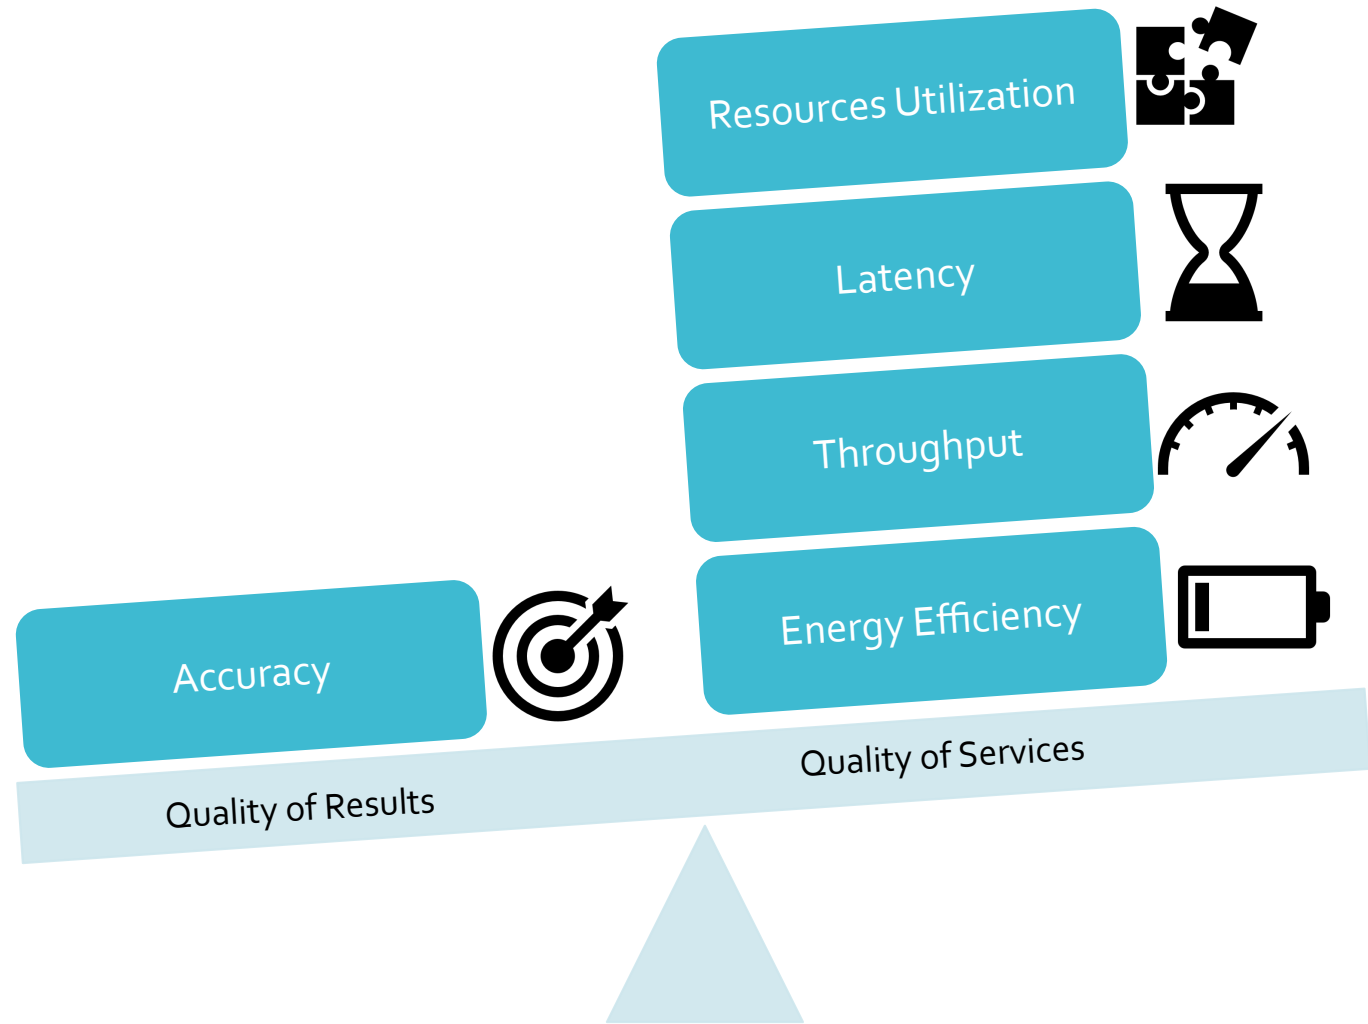 Resources Utilization
Latency
Throughput
Energy Efficiency
Accuracy
Quality of Services
Quality of Results